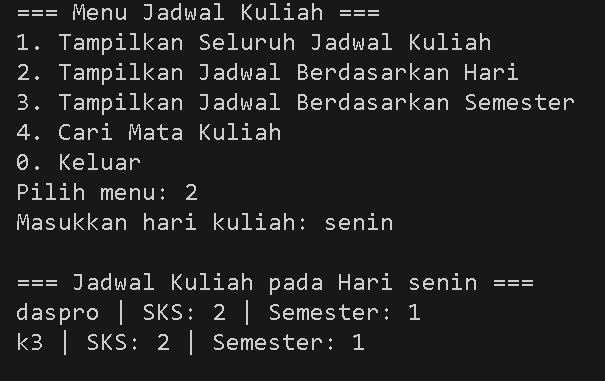 === Menu Jadwal Kuliah ===
1. Tampilkan Seluruh Jadwal Kuliah
2. Tampilkan Jadwal Berdasarkan Hari
3. Tampilkan Jadwal Berdasarkan Semester
4. Cari Mata Kuliah
0. Keluar
Pilih menu: 2
Masukkan hari kuliah: senin
=== Jadwal Kuliah pada Hari senin ===
daspro | SKS: 2 | Semester: 1
k3 | SKS: 2 | Semester: 1